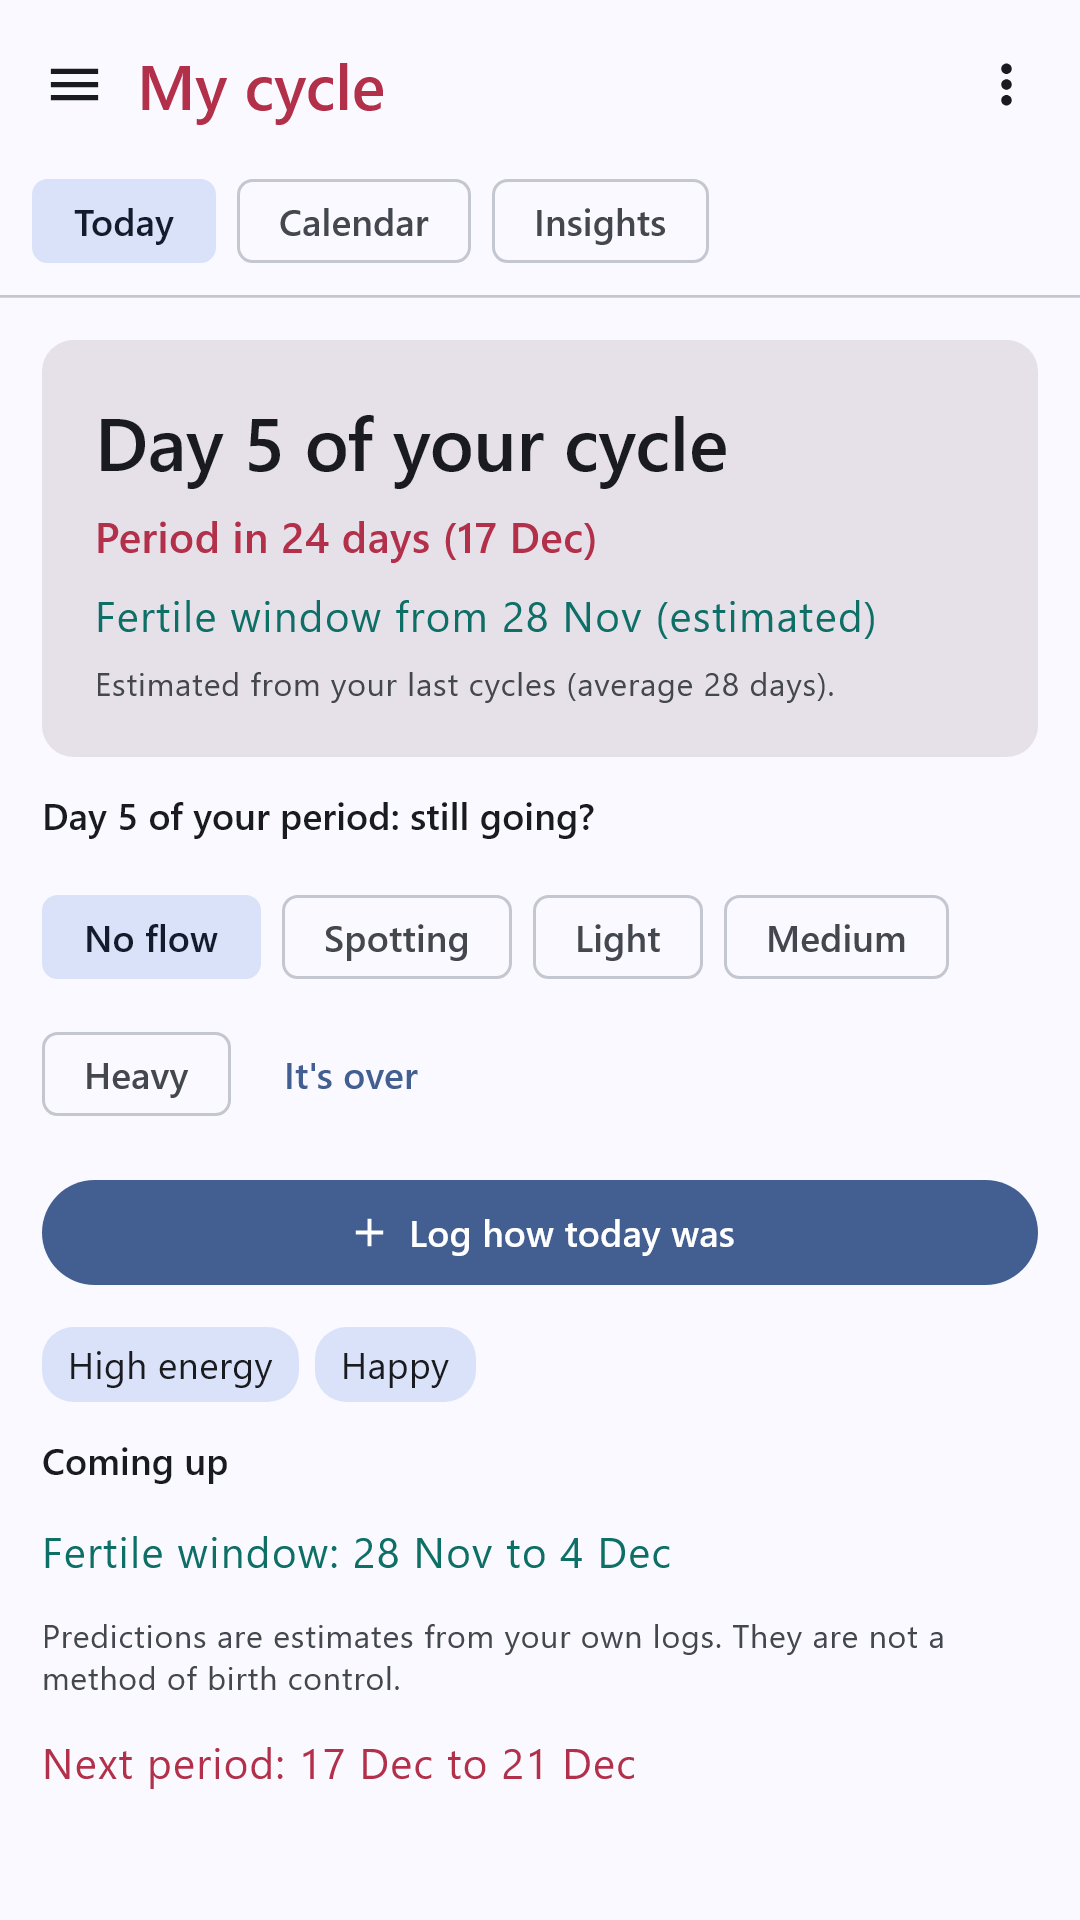 My cycle
Today
Calendar
Insights
Day 5 of your cycle
Period in 24 days (17 Dec)
Fertile window from 28 Nov (estimated)
Estimated from your last cycles (average 28 days).
Day 5 of your period: still going?
No flow
Spotting
Light
Medium
Heavy
It's over
+ Log how today was
High energy
Happy
Coming up
Fertile window: 28 Nov to 4 Dec
Predictions are estimates from your own logs. They are not a
method of birth control.
Next period: 17 Dec to 21 Dec